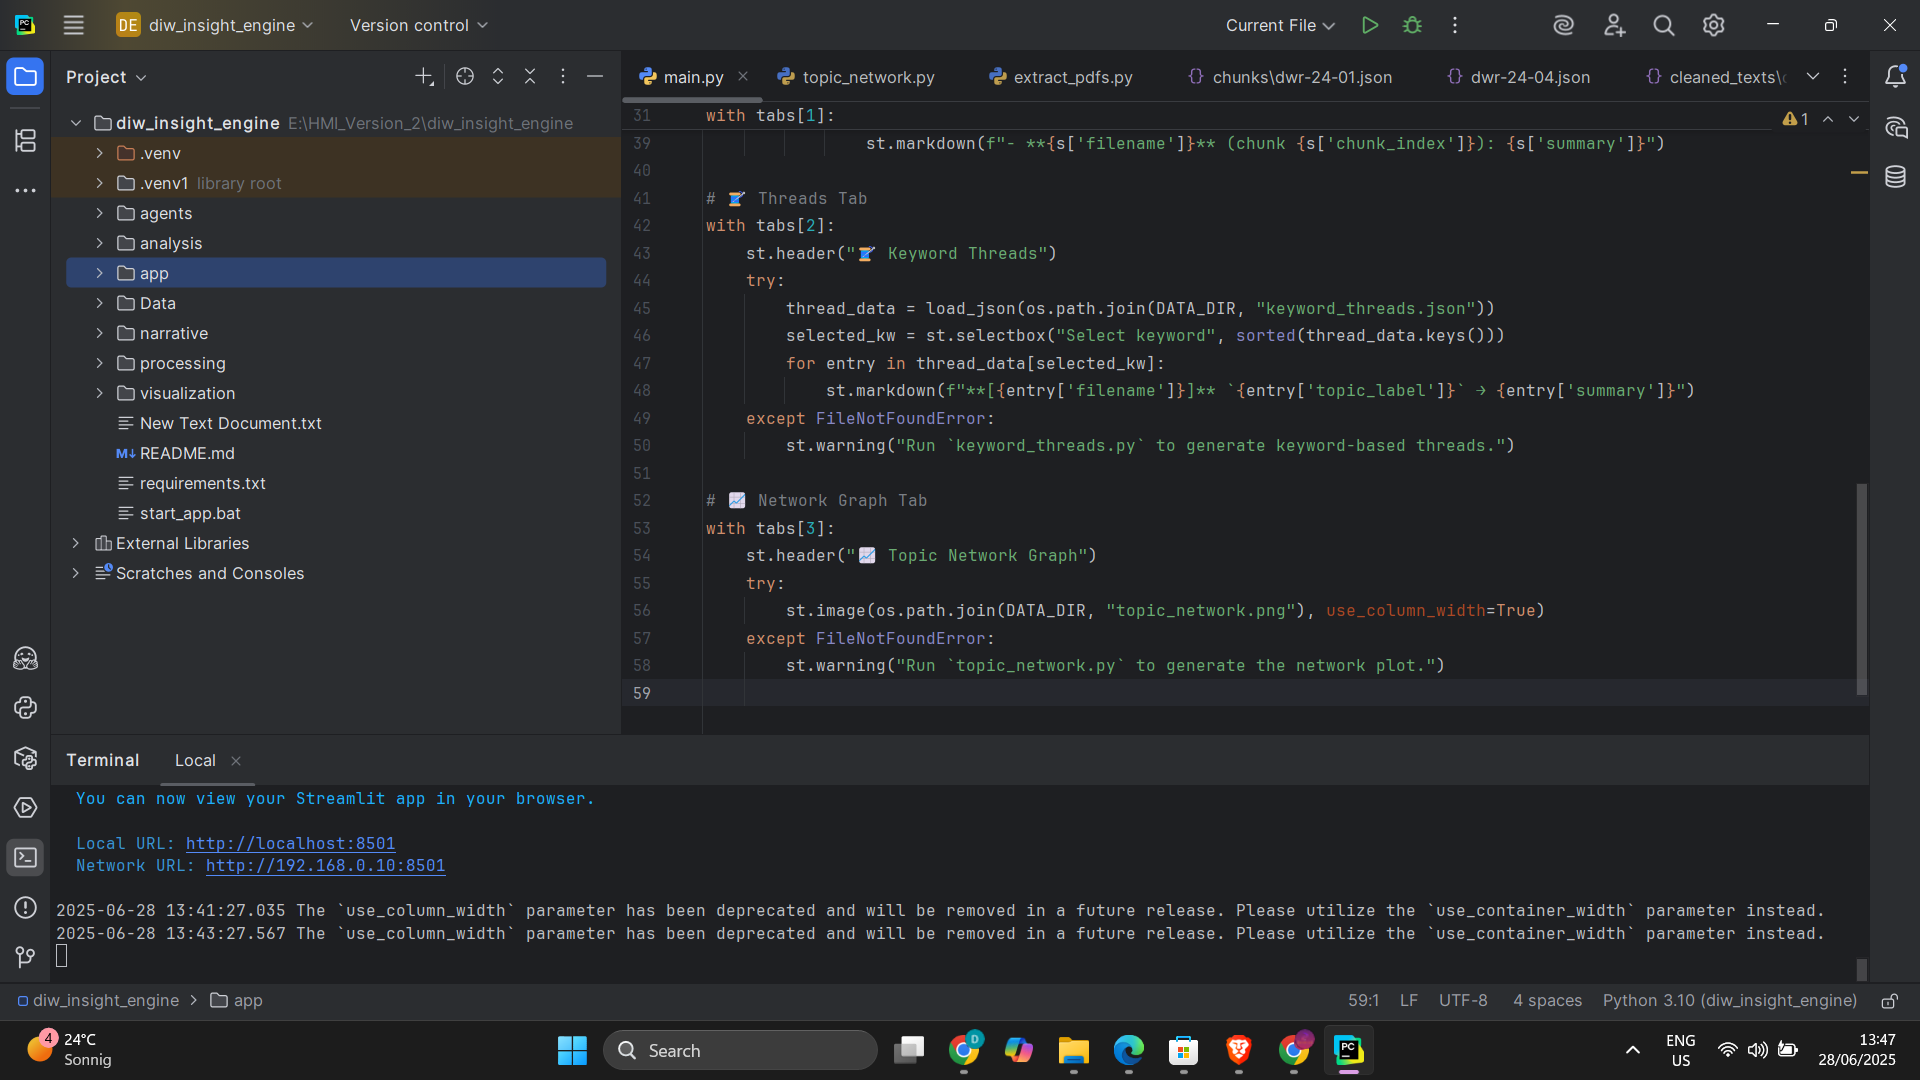 DE diw_insight_engine
Version control
Current File
Project
diw_insight_engine E:\HMI_Version_2\diw_insight_engine
.venv
.venv1 library root
agents
analysis
app
Data
narrative
processing
visualization
New Text Document.txt
M↓ README.md
requirements.txt
start_app.bat
External Libraries
Scratches and Consoles
main.py
topic_network.py
extract_pdfs.py
chunks\dwr-24-01.json
dwr-24-04.json
cleaned_texts\
1
31 with tabs[1]:
39 st.markdown(f"- **{s['filename']}** (chunk {s['chunk_index']}): {s['summary']}")
40
41 # 🧵 Threads Tab
42 with tabs[2]:
43 st.header("🧵 Keyword Threads")
44 try:
45 thread_data = load_json(os.path.join(DATA_DIR, "keyword_threads.json"))
46 selected_kw = st.selectbox("Select keyword", sorted(thread_data.keys()))
47 for entry in thread_data[selected_kw]:
48 st.markdown(f"**[{entry['filename']}]** `{entry['topic_label']}` → {entry['summary']}")
49 except FileNotFoundError:
50 st.warning("Run `keyword_threads.py` to generate keyword-based threads.")
51
52 # 📈 Network Graph Tab
53 with tabs[3]:
54 st.header("📈 Topic Network Graph")
55 try:
56 st.image(os.path.join(DATA_DIR, "topic_network.png"), use_column_width=True)
57 except FileNotFoundError:
58 st.warning("Run `topic_network.py` to generate the network plot.")
59
Terminal
Local
You can now view your Streamlit app in your browser.
Local URL: http://localhost:8501
Network URL: http://192.168.0.10:8501
2025-06-28 13:41:27.035 The `use_column_width` parameter has been deprecated and will be removed in a future release. Please utilize the `use_container_width` parameter instead.
2025-06-28 13:43:27.567 The `use_column_width` parameter has been deprecated and will be removed in a future release. Please utilize the `use_container_width` parameter instead.
diw_insight_engine > app
59:1 LF UTF-8 4 spaces Python 3.10 (diw_insight_engine)
4
24°C
Sonnig
Search
D
PC
ENG
US
13:47
28/06/2025